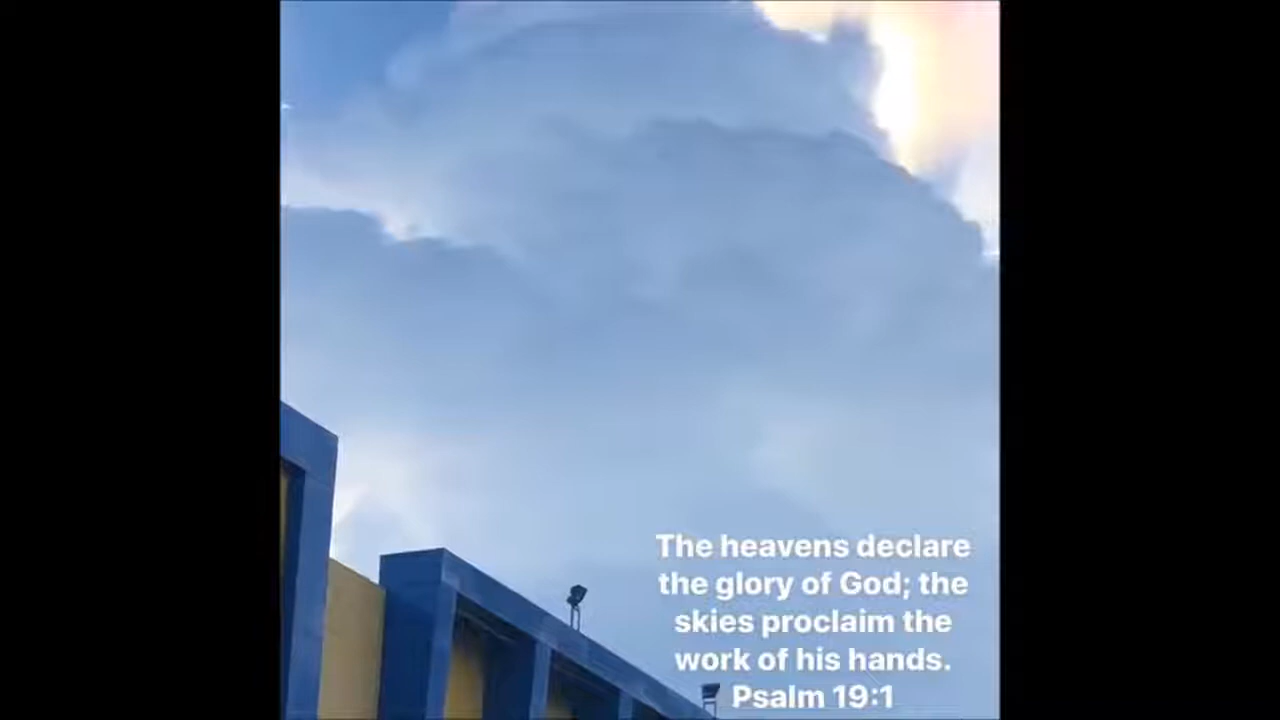 The heavens declare
the glory of God; the
skies proclaim the
work of his hands.
Psalm 19:1